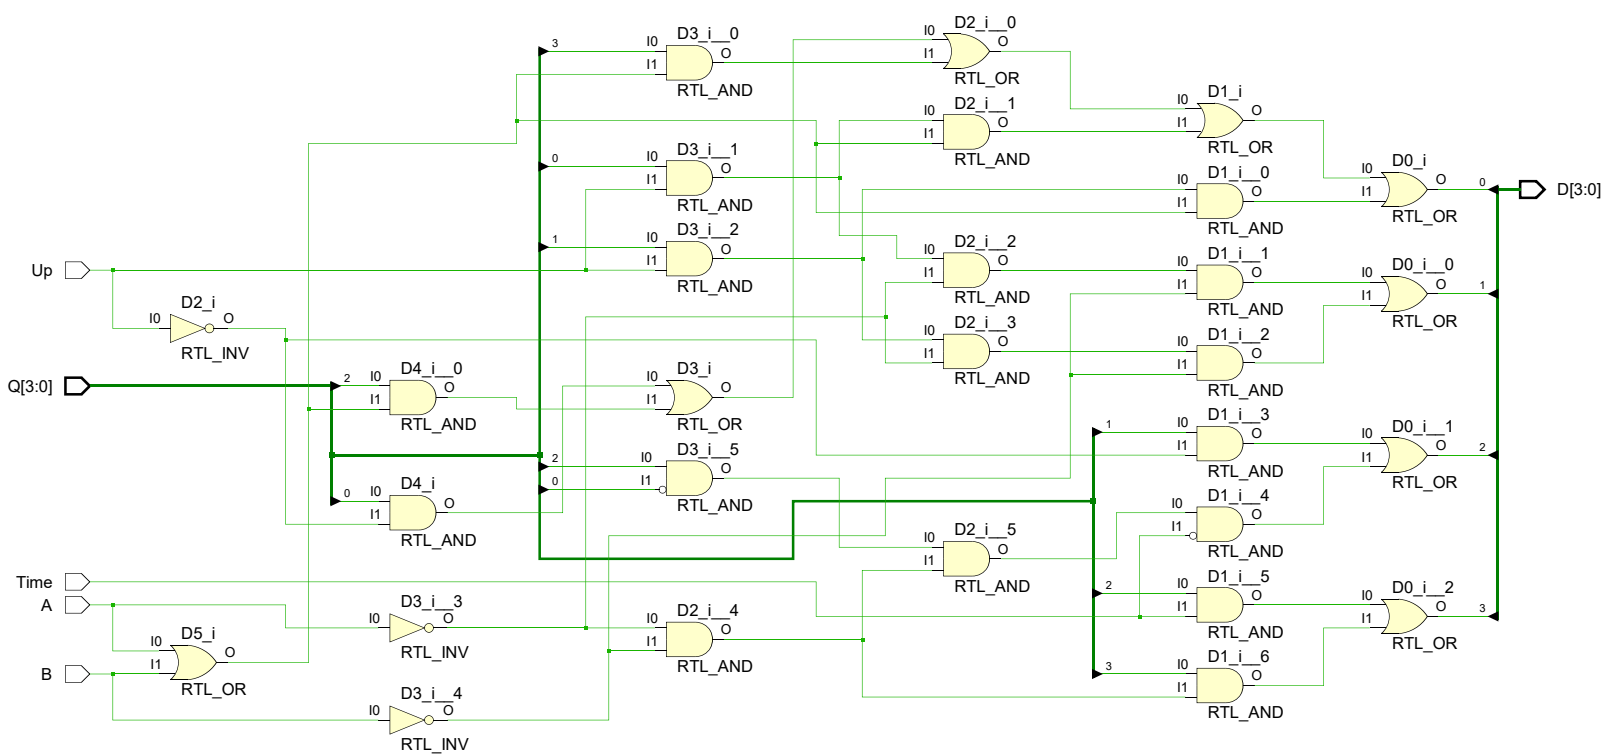 D3_i__0
3
I0
I1
O
RTL_AND
D2_i__0
I0
I1
O
RTL_OR
D2_i__1
I0
I1
O
RTL_AND
D1_i
I0
I1
O
RTL_OR
D3_i__1
0
I0
I1
O
RTL_AND
D1_i__0
I0
I1
O
RTL_AND
D0_i
I0
I1
O
RTL_OR
0
D[3:0]
D3_i__2
1
I0
I1
O
RTL_AND
Up
D2_i__2
I0
I1
O
RTL_AND
D1_i__1
I0
I1
O
RTL_AND
D0_i__0
I0
I1
O
RTL_OR
1
D2_i
I0
O
RTL_INV
D2_i__3
I0
I1
O
RTL_AND
D1_i__2
I0
I1
O
RTL_AND
Q[3:0]
D4_i__0
2
I0
I1
O
RTL_AND
D3_i
I0
I1
O
RTL_OR
D1_i__3
1
I0
I1
O
RTL_AND
D0_i__1
I0
I1
O
RTL_OR
2
D3_i__5
2
I0
0
I1
O
RTL_AND
D4_i
0
I0
I1
O
RTL_AND
D1_i__4
I0
I1
O
RTL_AND
D2_i__5
I0
I1
O
RTL_AND
Time
A
D1_i__5
2
I0
I1
O
RTL_AND
D0_i__2
I0
I1
O
RTL_OR
3
D3_i__3
I0
O
RTL_INV
D2_i__4
I0
I1
O
RTL_AND
D5_i
I0
I1
O
RTL_OR
B
D1_i__6
3
I0
I1
O
RTL_AND
D3_i__4
I0
O
RTL_INV